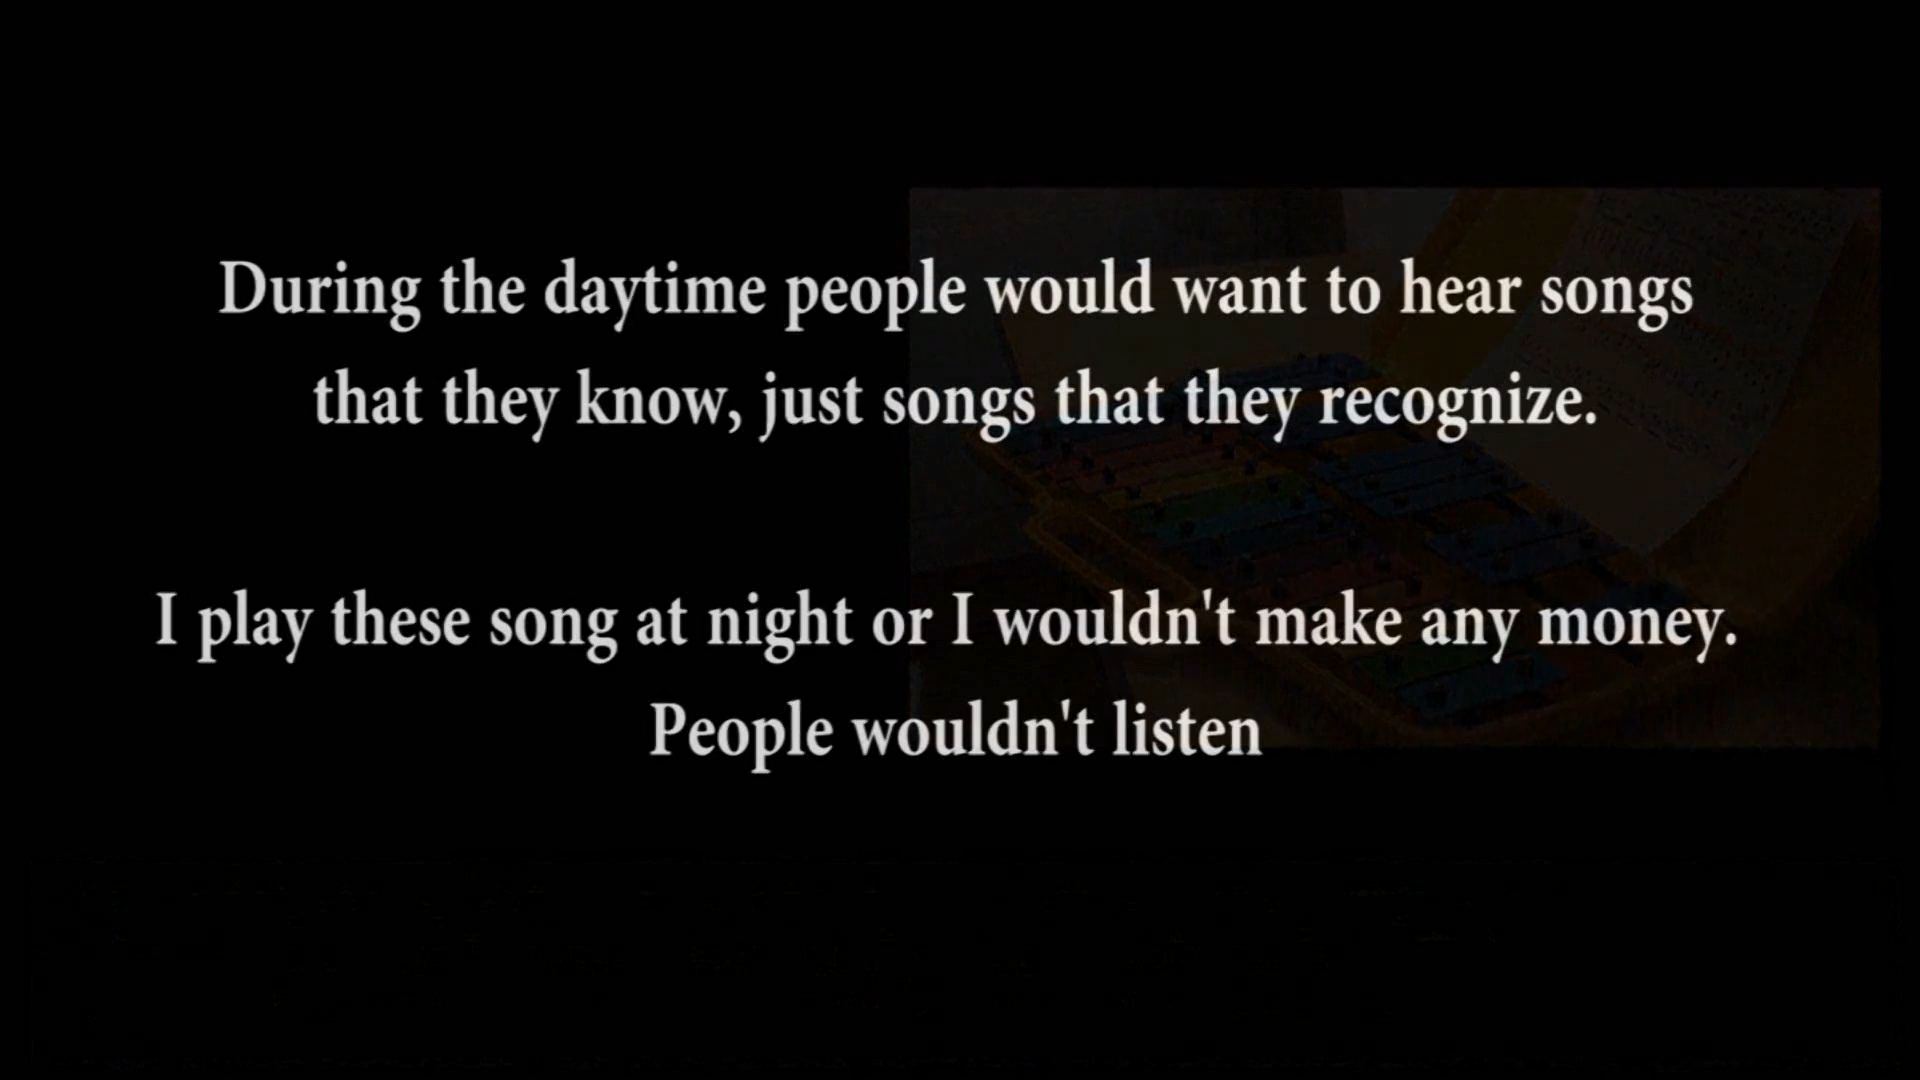 During the daytime people would want to hear songs
that they know, just songs that they recognize.
I play these song at night or I wouldn't make any money.
People wouldn't listen